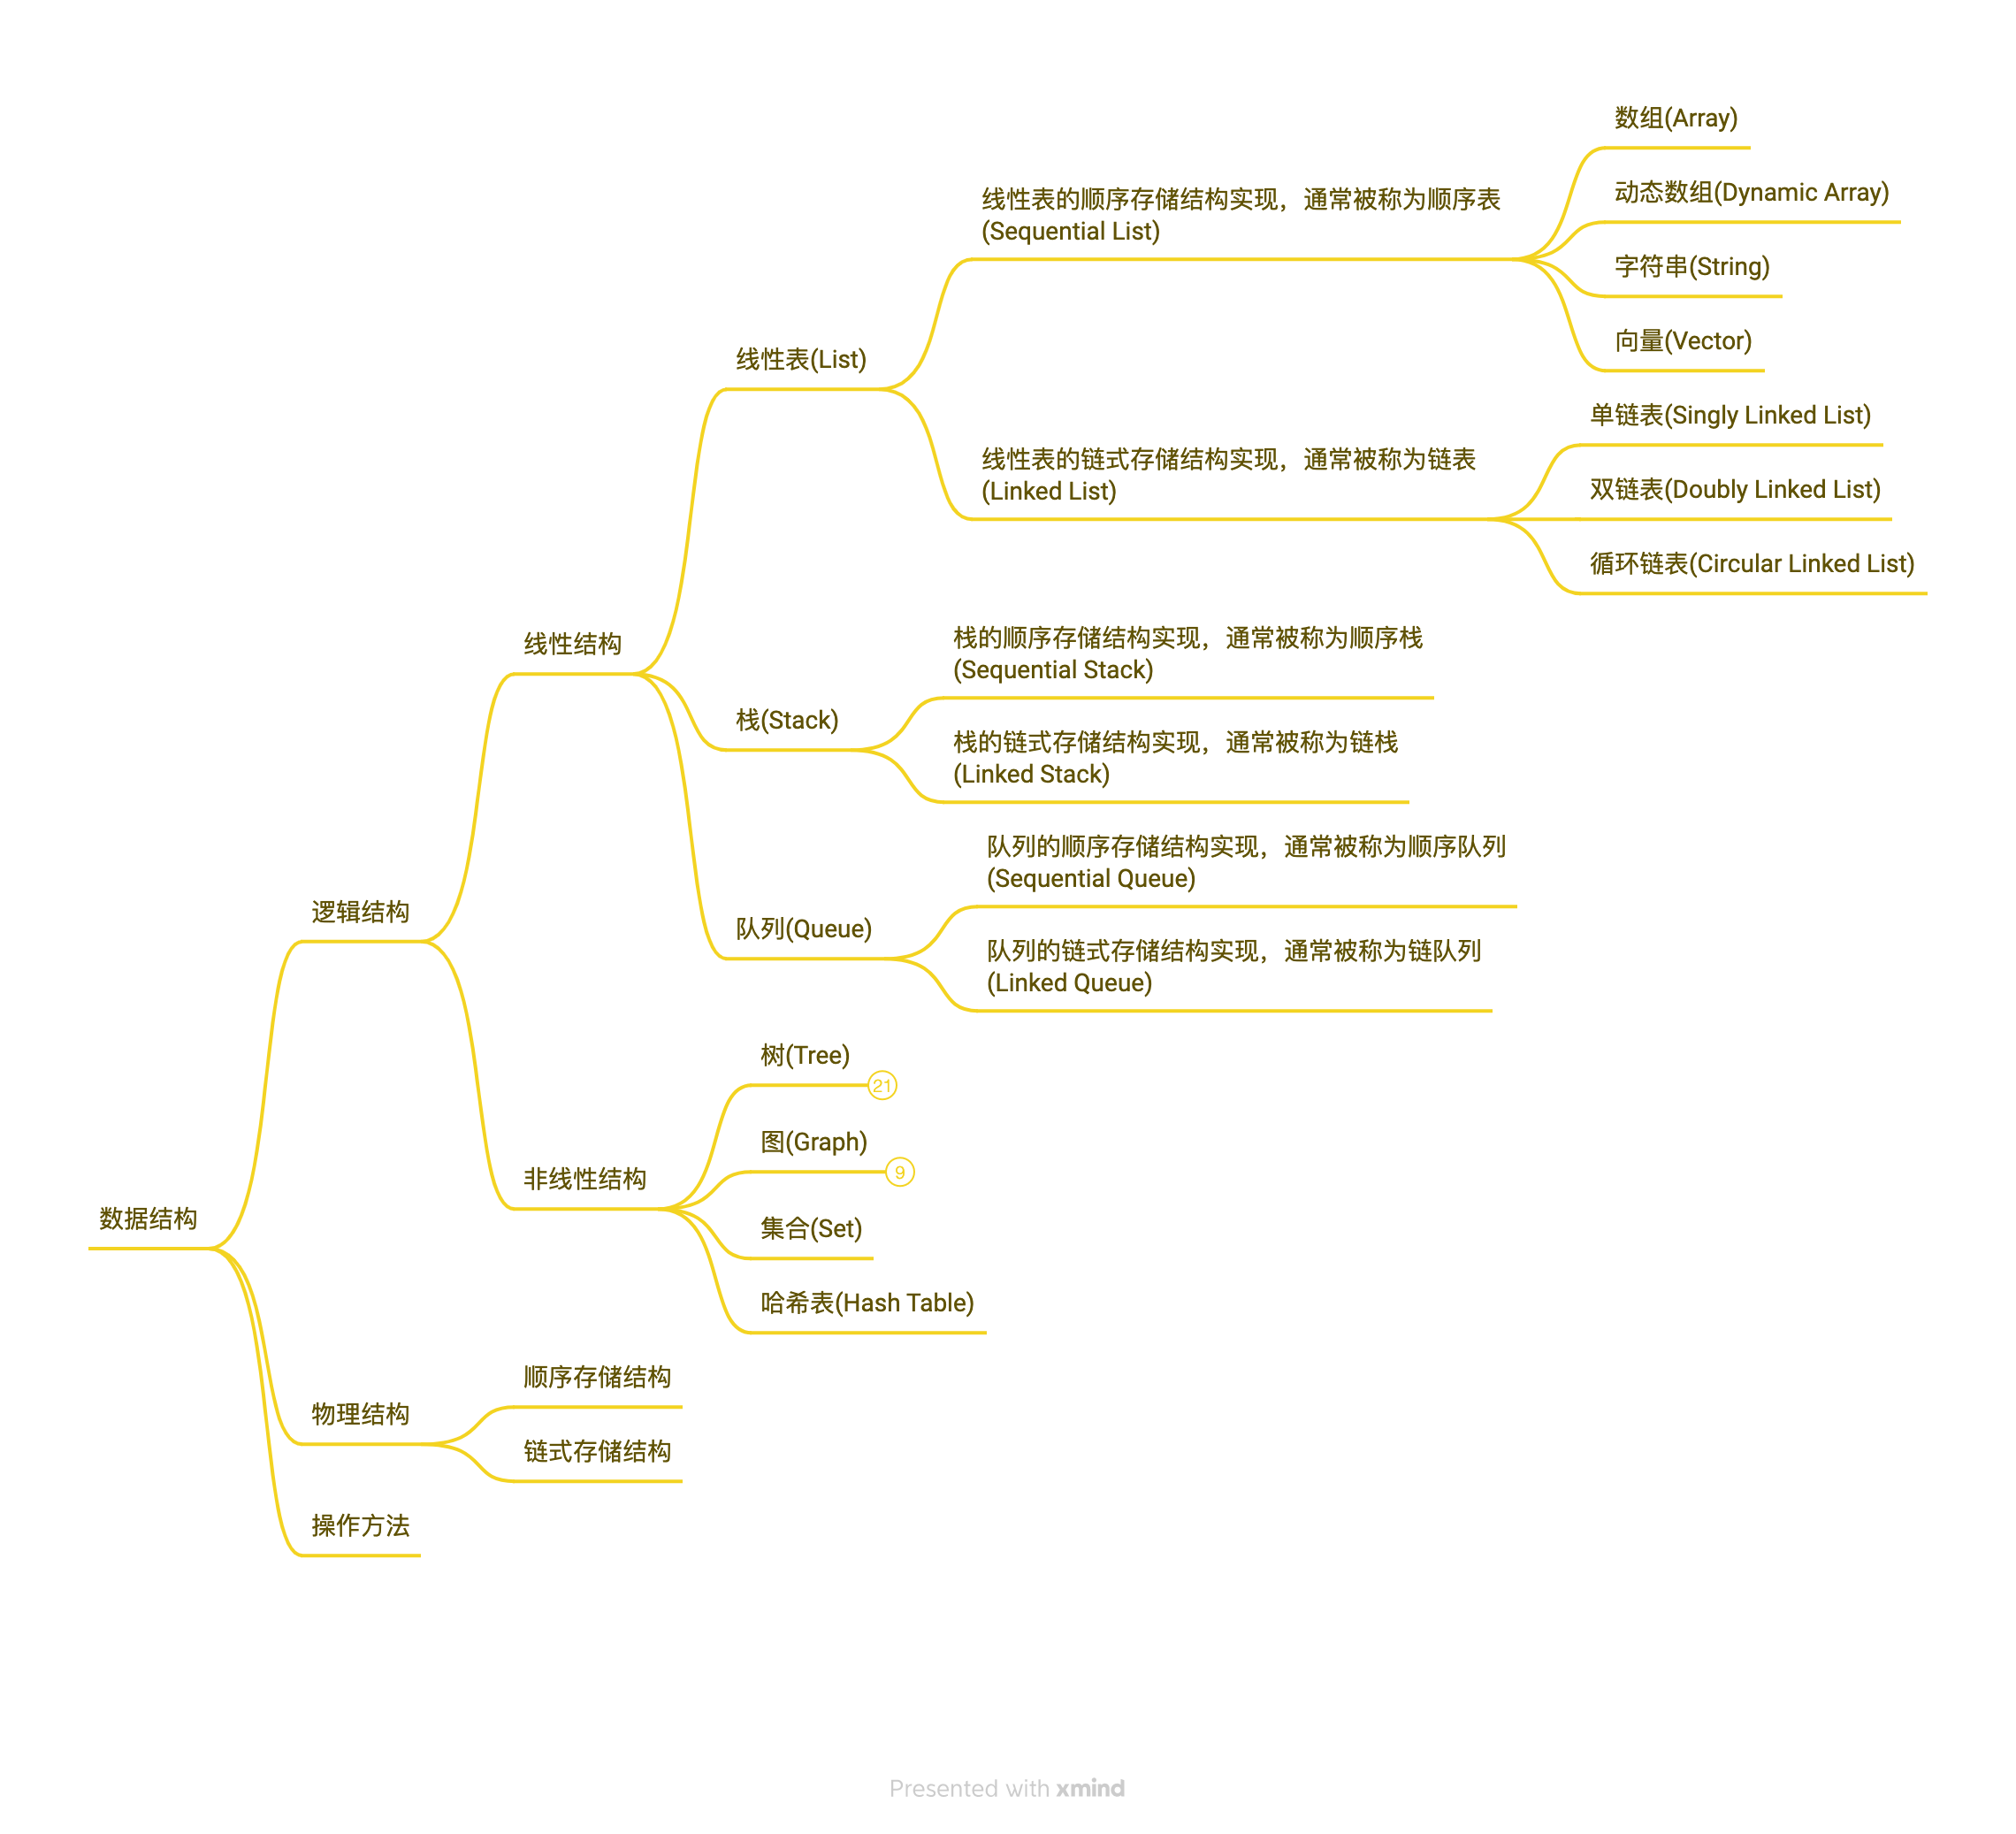 数组(Array)
动态数组(Dynamic Array)
线性表的顺序存储结构实现，通常被称为顺序表
(Sequential List)
字符串(String)
向量(Vector)
线性表(List)
单链表(Singly Linked List)
线性表的链式存储结构实现，通常被称为链表
(Linked List)
双链表(Doubly Linked List)
循环链表(Circular Linked List)
线性结构
栈的顺序存储结构实现，通常被称为顺序栈
(Sequential Stack)
栈(Stack)
栈的链式存储结构实现，通常被称为链栈
(Linked Stack)
队列的顺序存储结构实现，通常被称为顺序队列
(Sequential Queue)
逻辑结构
队列(Queue)
队列的链式存储结构实现，通常被称为链队列
(Linked Queue)
树(Tree)
21
图(Graph)
9
非线性结构
数据结构
集合(Set)
哈希表(Hash Table)
顺序存储结构
物理结构
链式存储结构
操作方法
Presented with xmind